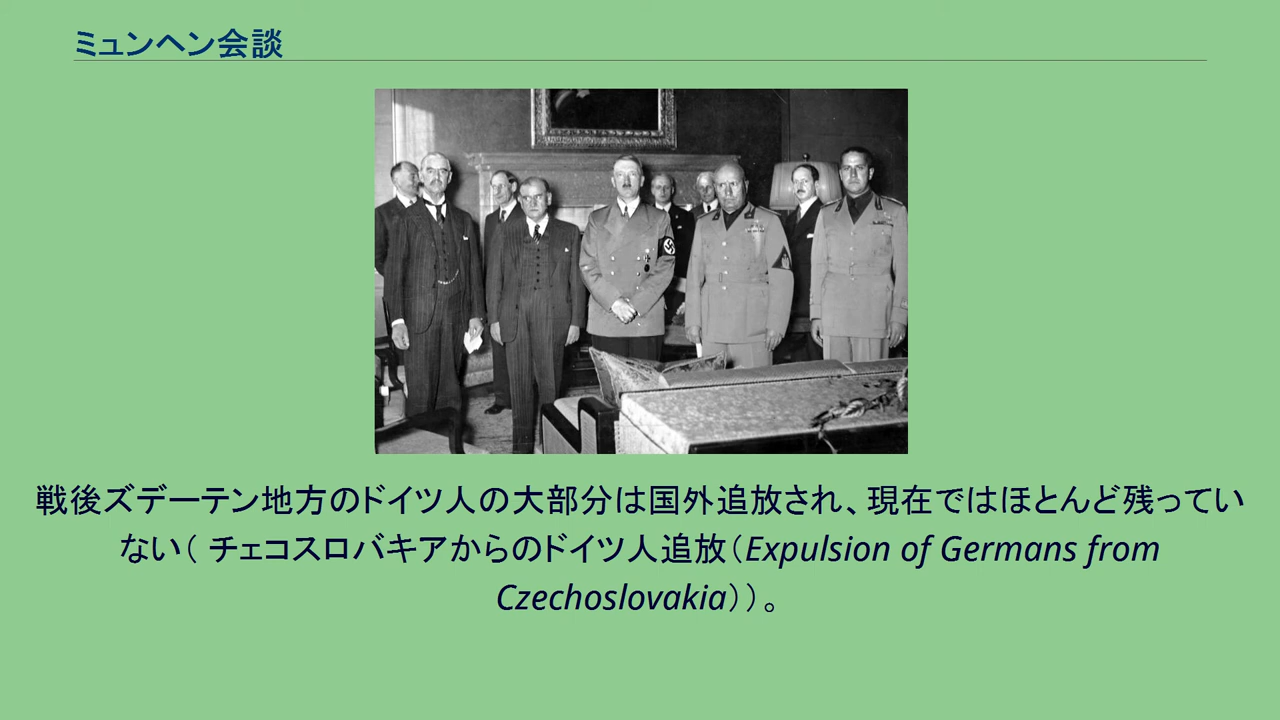 ミュンヘン会談
戦後ズデーテン地方のドイツ人の大部分は国外追放され、現在ではほとんど残ってい
ない( チェコスロバキアからのドイツ人追放(Expulsion of Germans from
Czechoslovakia))。